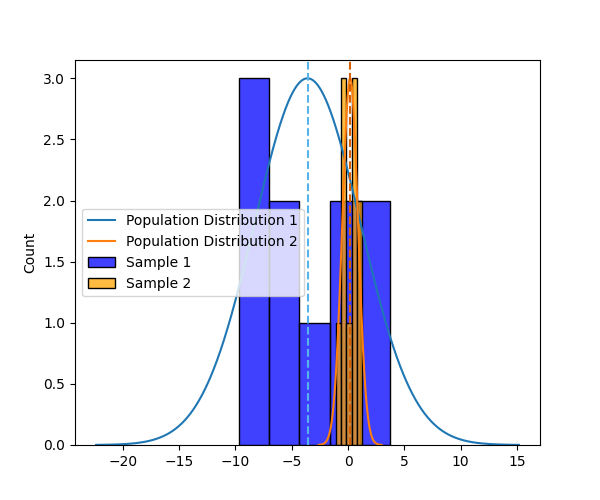 3.0
2.5
2.0
1.5
1.0
0.5
0.0
Count
Population Distribution 1
Population Distribution 2
Sample 1
Sample 2
−20 −15 −10 −5 0 5 10 15